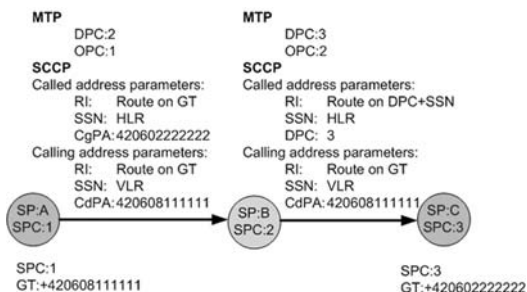 MTP
DPC:2
OPC:1
SCCP
Called address parameters:
RI: Route on GT
SSN: HLR
CgPA:420602222222
Calling address parameters:
RI: Route on GT
SSN: VLR
CdPA:420608111111
MTP
DPC:3
OPC:2
SCCP
Called address parameters:
RI: Route on DPC+SSN
SSN: HLR
DPC: 3
Calling address parameters:
RI: Route on GT
SSN: VLR
CdPA:420608111111
SP:A
SPC:1
SP:B
SPC:2
SP:C
SPC:3
SPC:1
GT:+420608111111
SPC:3
GT:+420602222222